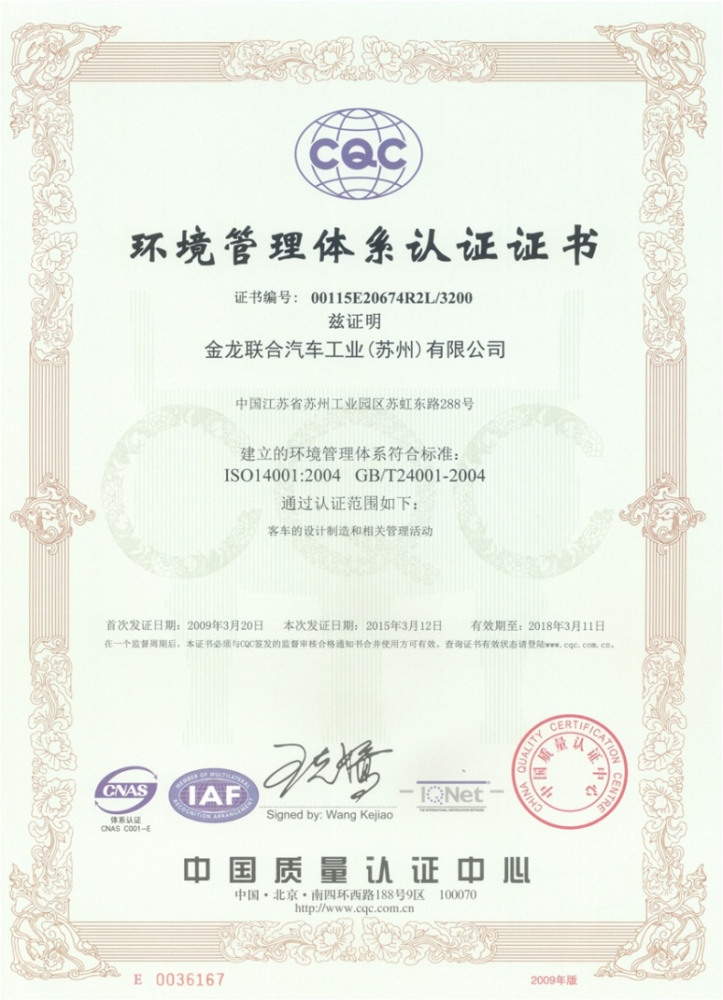 CQC
环境管理体系认证证书
证书编号: 00115E20674R2L/3200
兹证明
金龙联合汽车工业(苏州)有限公司
中国江苏省苏州工业园区苏虹东路288号
建立的环境管理体系符合标准:
ISO14001:2004 GB/T24001-2004
通过认证范围如下:
客车的设计制造和相关管理活动
首次发证日期: 2009年3月20日 本次发证日期: 2015年3月12日 有效期至: 2018年3月11日
在一个监督周期后,本证书必须与CQC签发的监督审核合格通知书合并使用方可有效。查询证书有效状态请登陆www.cqc.com.cn。
CNAS
体系认证
CNAS C001-E
MEMBER OF MULTILATERAL
IAF
RECOGNITION ARRANGEMENT
王克娇
Signed by: Wang Kejiao
IQNet
THE INTERNATIONAL CERTIFICATION NETWORK
CHINA QUALITY CERTIFICATION CENTRE
中国质量认证中心
中国质量认证中心
中国·北京·南四环西路188号9区 100070
http://www.cqc.com.cn
E 0036167
2009年版